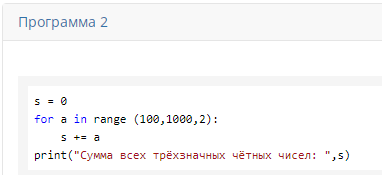 Программа 2
s = 0
for a in range (100,1000,2):
    s += a
print("Сумма всех трёхзначных чётных чисел: ",s)